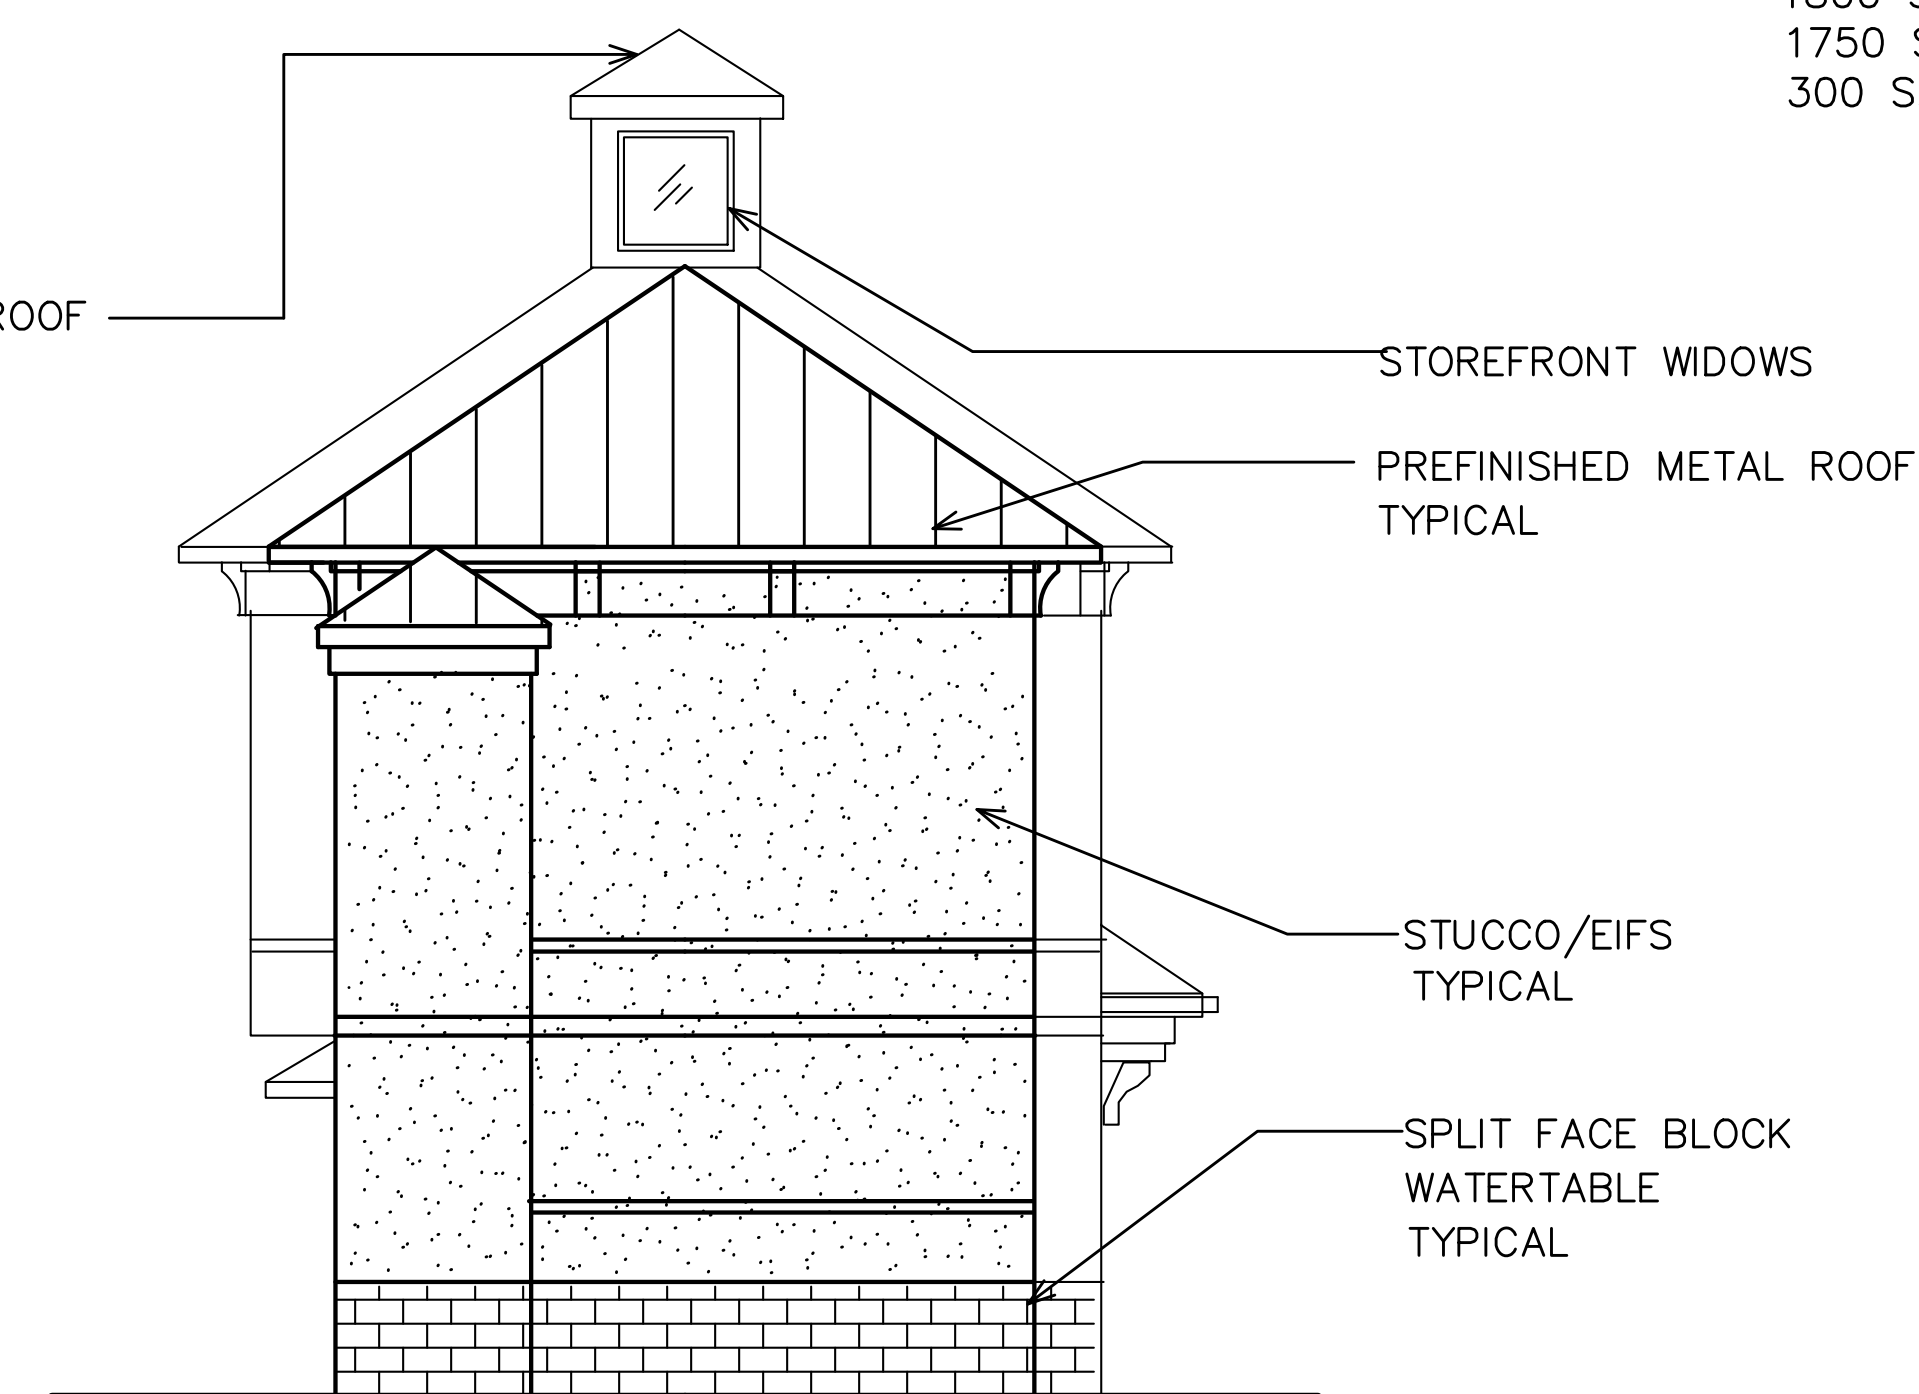 1750
300
ROOF
STOREFRONT WIDOWS
PREFINISHED METAL ROOF
TYPICAL
STUCCO/EIFS
TYPICAL
SPLIT FACE BLOCK
WATERTABLE
TYPICAL